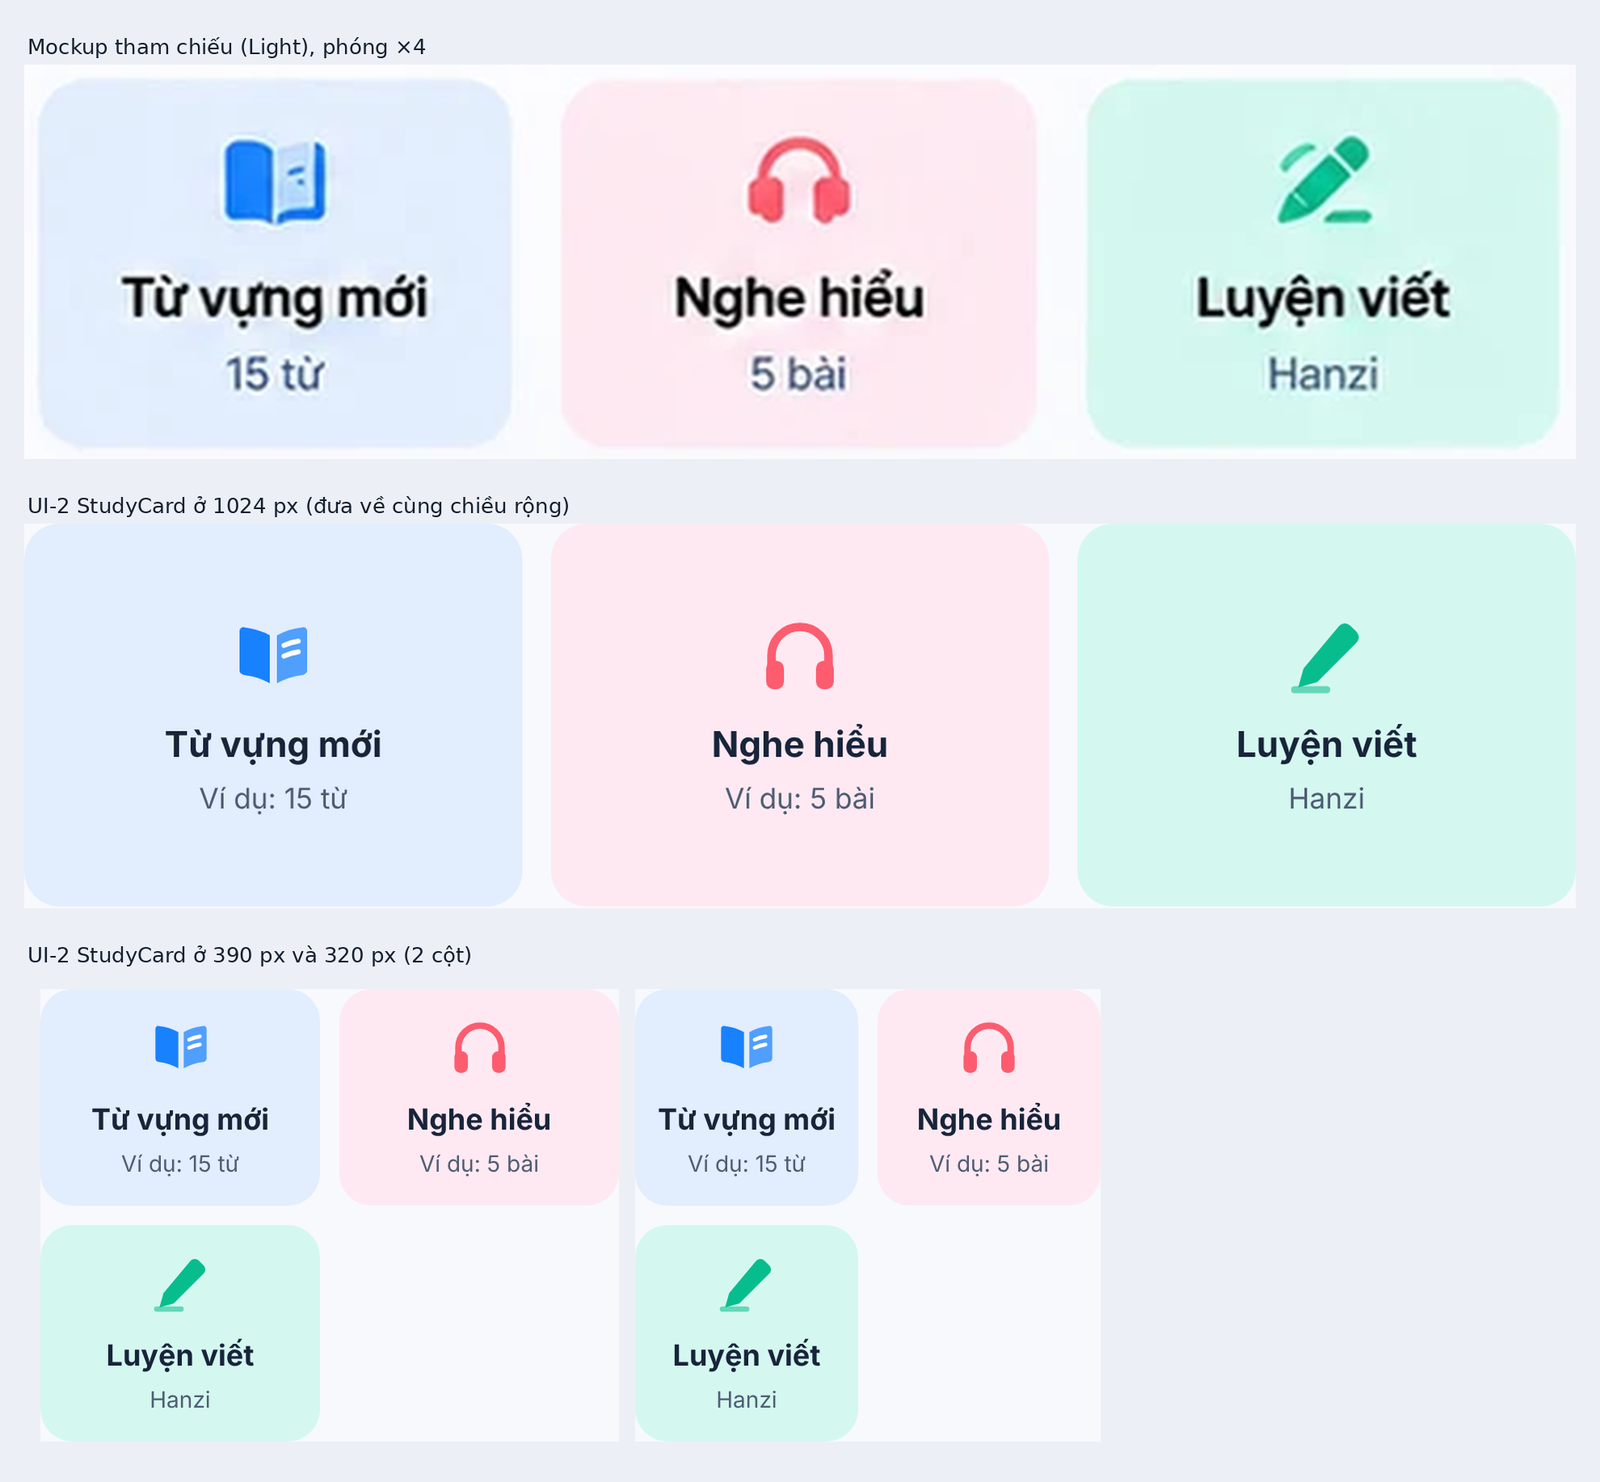 Mockup tham chiếu (Light), phóng ×4
Từ vựng mới
15 từ
Nghe hiểu
5 bài
Luyện viết
Hanzi
UI-2 StudyCard ở 1024 px (đưa về cùng chiều rộng)
Từ vựng mới
Ví dụ: 15 từ
Nghe hiểu
Ví dụ: 5 bài
Luyện viết
Hanzi
UI-2 StudyCard ở 390 px và 320 px (2 cột)
Từ vựng mới
Ví dụ: 15 từ
Nghe hiểu
Ví dụ: 5 bài
Luyện viết
Hanzi
Từ vựng mới
Ví dụ: 15 từ
Nghe hiểu
Ví dụ: 5 bài
Luyện viết
Hanzi